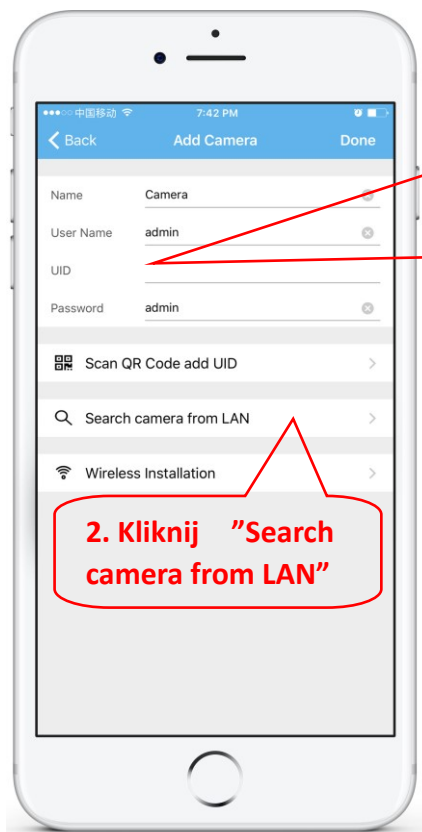 中国移动 7:42 PM
Back Add Camera Done
Name Camera
User Name admin
UID
Password admin
Scan QR Code add UID
Search camera from LAN
Wireless Installation
2. Kliknij ”Search
camera from LAN”